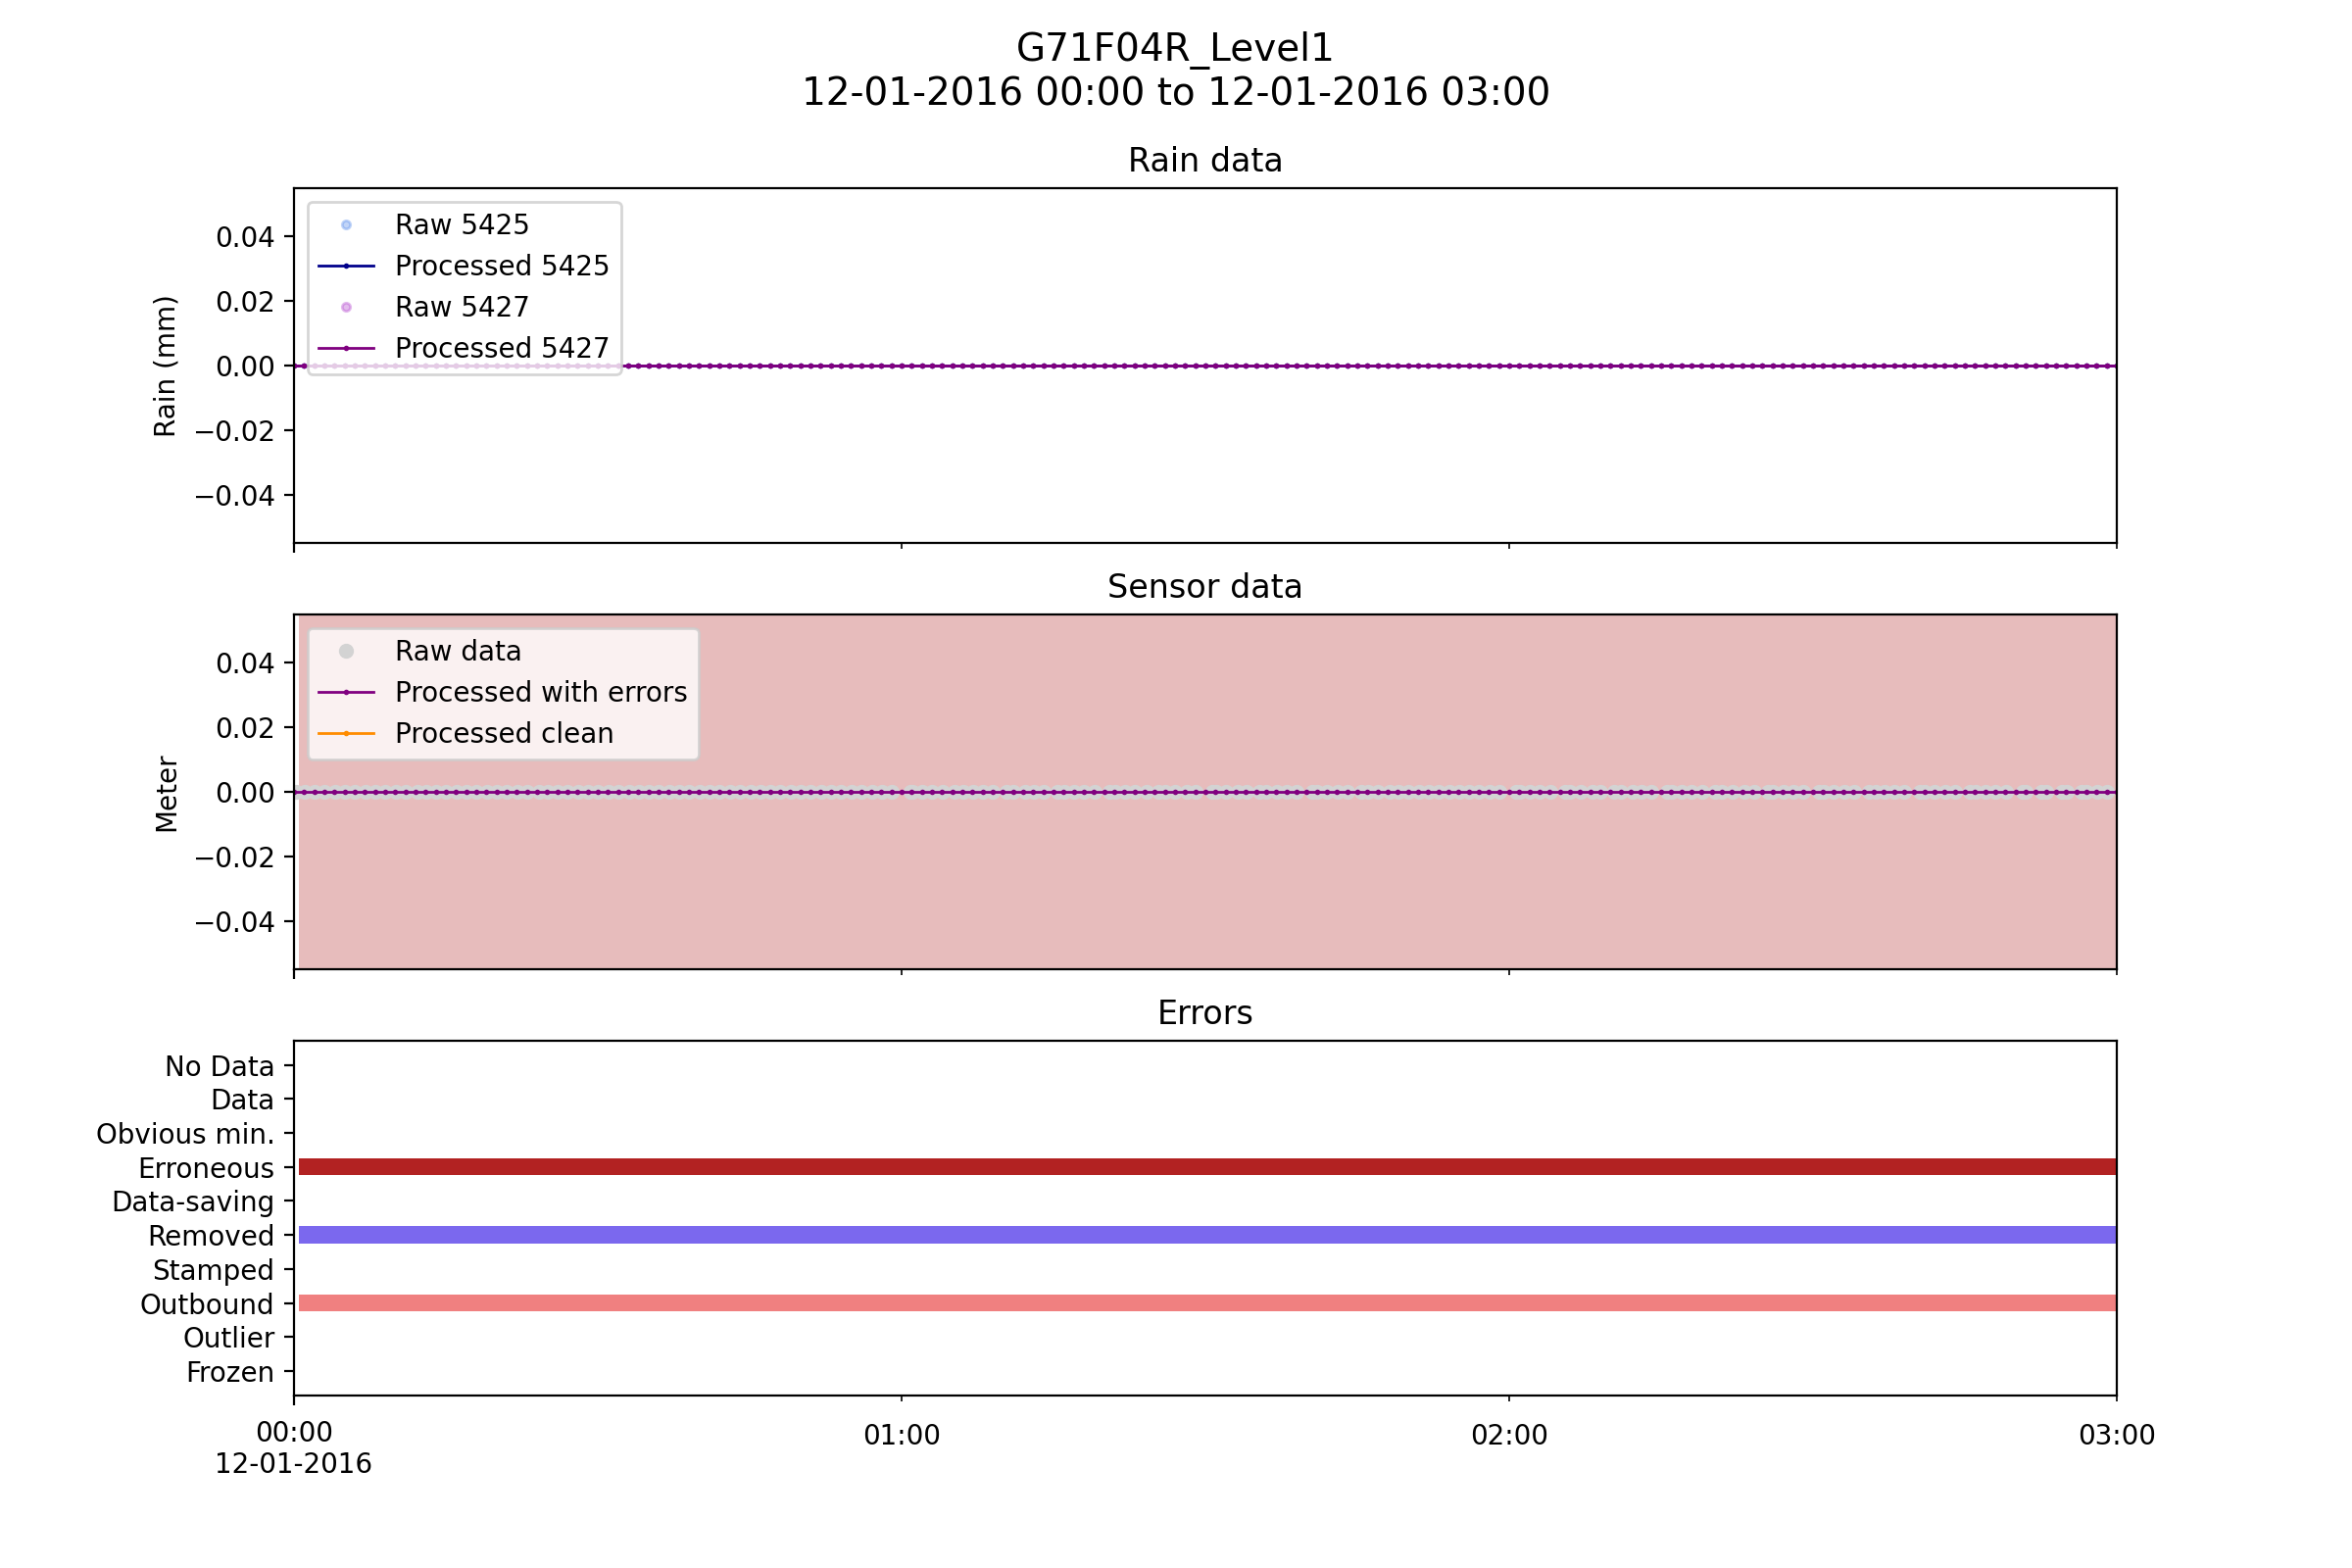 G71F04R_Level1
12-01-2016 00:00 to 12-01-2016 03:00
Rain data
Raw 5425
Processed 5425
Raw 5427
Processed 5427
0.04
0.02
0.00
−0.02
−0.04
Rain (mm)
Sensor data
Raw data
Processed with errors
Processed clean
0.04
0.02
0.00
−0.02
−0.04
Meter
Errors
No Data
Data
Obvious min.
Erroneous
Data-saving
Removed
Stamped
Outbound
Outlier
Frozen
00:00
12-01-2016
01:00
02:00
03:00